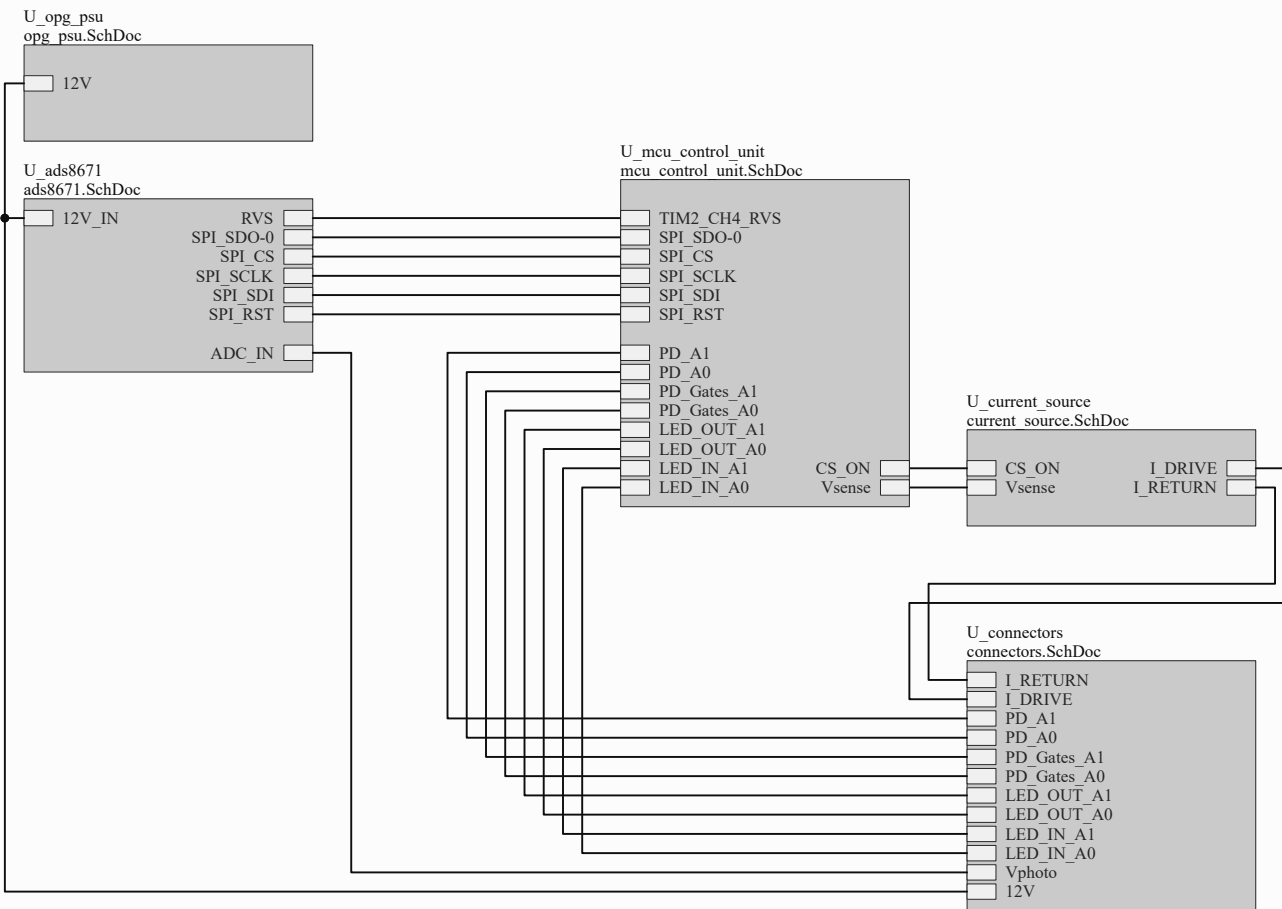 U_opg_psu
opg_psu.SchDoc
12V
U_ads8671
ads8671.SchDoc
12V_IN
RVS
SPI_SDO-0
SPI_CS
SPI_SCLK
SPI_SDI
SPI_RST
ADC_IN
U_mcu_control_unit
mcu_control_unit.SchDoc
TIM2_CH4_RVS
SPI_SDO-0
SPI_CS
SPI_SCLK
SPI_SDI
SPI_RST
PD_A1
PD_A0
PD_Gates_A1
PD_Gates_A0
LED_OUT_A1
LED_OUT_A0
LED_IN_A1
LED_IN_A0
CS_ON
Vsense
U_current_source
current_source.SchDoc
CS_ON
Vsense
I_DRIVE
I_RETURN
U_connectors
connectors.SchDoc
I_RETURN
I_DRIVE
PD_A1
PD_A0
PD_Gates_A1
PD_Gates_A0
LED_OUT_A1
LED_OUT_A0
LED_IN_A1
LED_IN_A0
Vphoto
12V